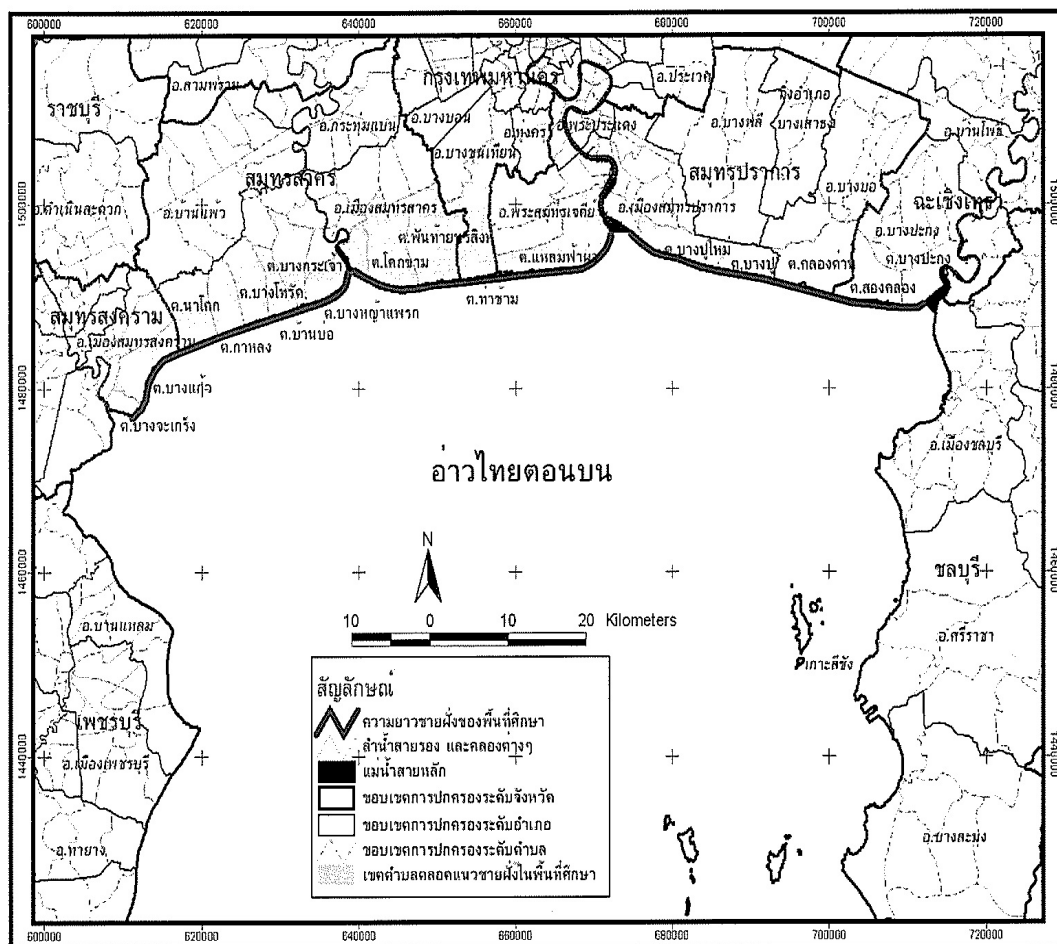 600000 620000 640000 660000 680000 700000 720000
กรุงเทพมหานคร
อ.ประเวศ
กิ่งอำเภอ
บางเสาธง
อ.สามพราน
ราชบุรี
อ.กระทุ่มแบน
อ.บางบอน
อ.พระประแดง
อ.บางพลี
อ.บ้านโพธิ์
อ.บางขุนเทียน
สมุทรสาคร
สมุทรปราการ
อ.บางบ่อ
1500000
1500000
อ.ดำเนินสะดวก
อ.บ้านแพ้ว
อ.เมืองสมุทรสาคร
อ.พระสมุทรเจดีย์
อ.เมืองสมุทรปราการ
ฉะเชิงเทรา
อ.บางปะกง
ต.พันท้ายนรสิงห์
ต.บางกระเจ้า
ต.โคกขาม
ต.แหลมฟ้าผ่า
ต.บางปูใหม่
ต.บางปู
ต.คลองด่าน
ต.บางปะกง
ต.นาโคก
ต.บางโทรัด
ต.ท่าข้าม
ต.สองคลอง
สมุทรสงคราม
อ.เมืองสมุทรสงคราม
ต.กาหลง
ต.บ้านบ่อ
ต.บางหญ้าแพรก
1480000
1480000
ต.บางแก้ว
ต.บางจะเกร็ง
อ่าวไทยตอนบน
อ.เมืองชลบุรี
N
1460000
1460000
ชลบุรี
10 0 10 20 Kilometers
อ.บ้านแหลม
อ.ศรีราชา
เกาะสีชัง
สัญลักษณ์
ความยาวชายฝั่งของพื้นที่ศึกษา
ลำน้ำสายรอง และคลองต่างๆ
แม่น้ำสายหลัก
ขอบเขตการปกครองระดับจังหวัด
ขอบเขตการปกครองระดับอำเภอ
ขอบเขตการปกครองระดับตำบล
เขตตำบลตลอดแนวชายฝั่งในพื้นที่ศึกษา
เพชรบุรี
1440000
1440000
อ.เมืองเพชรบุรี
อ.ท่ายาง
อ.บางละมุง
600000 620000 640000 660000 680000 700000 720000